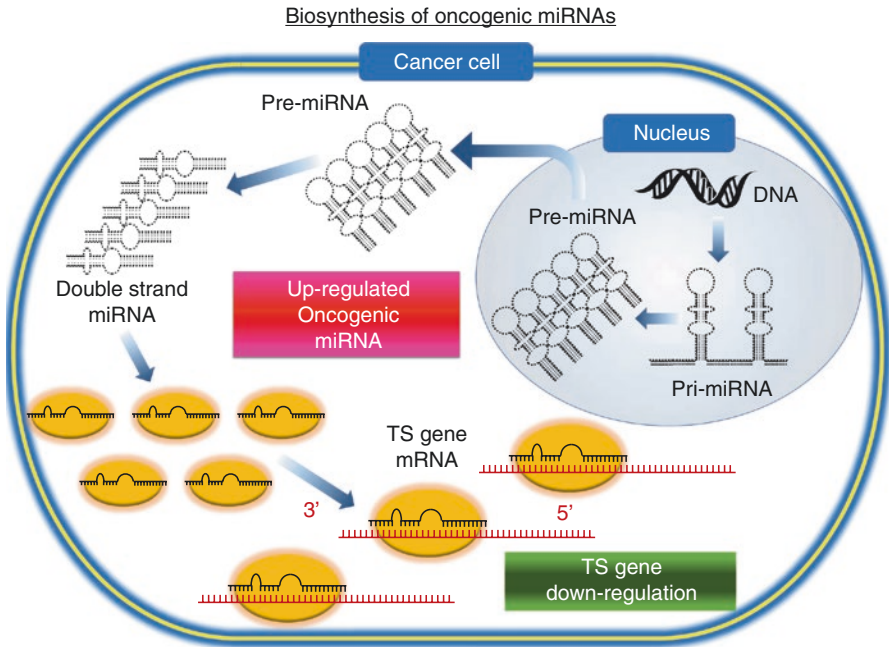 Biosynthesis of oncogenic miRNAs
Cancer cell
Pre-miRNA
Nucleus
DNA
Pre-miRNA
Double strand
miRNA
Up-regulated
Oncogenic
miRNA
Pri-miRNA
TS gene
mRNA
3’
5’
TS gene
down-regulation